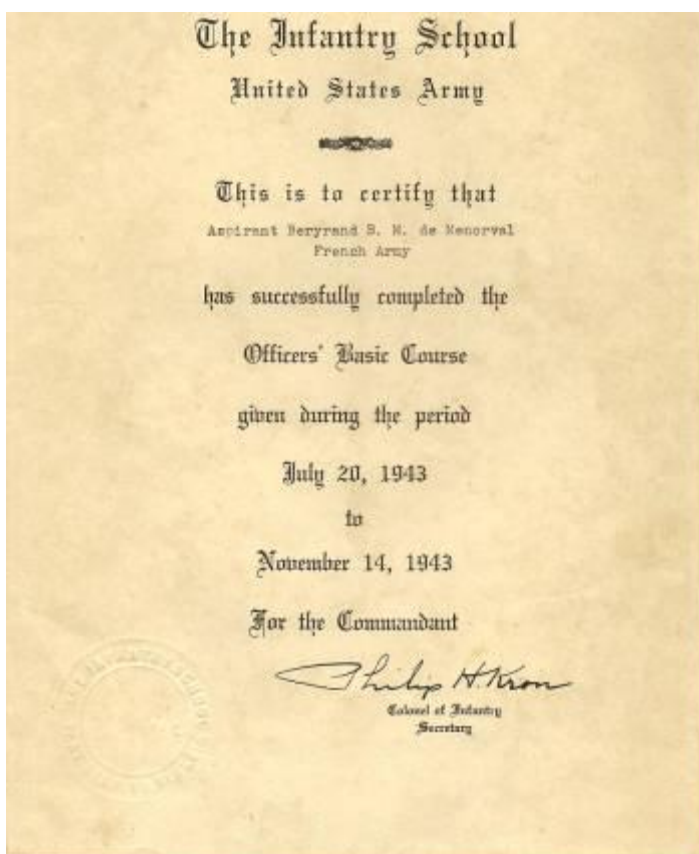 The Infantry School
United States Army
This is to certify that
Aspirant Beryrand B. M. de Menorval
French Army
has successfully completed the
Officers' Basic Course
given during the period
July 20, 1943
to
November 14, 1943
For the Commandant
Philip H Kron
Colonel of Infantry
Secretary